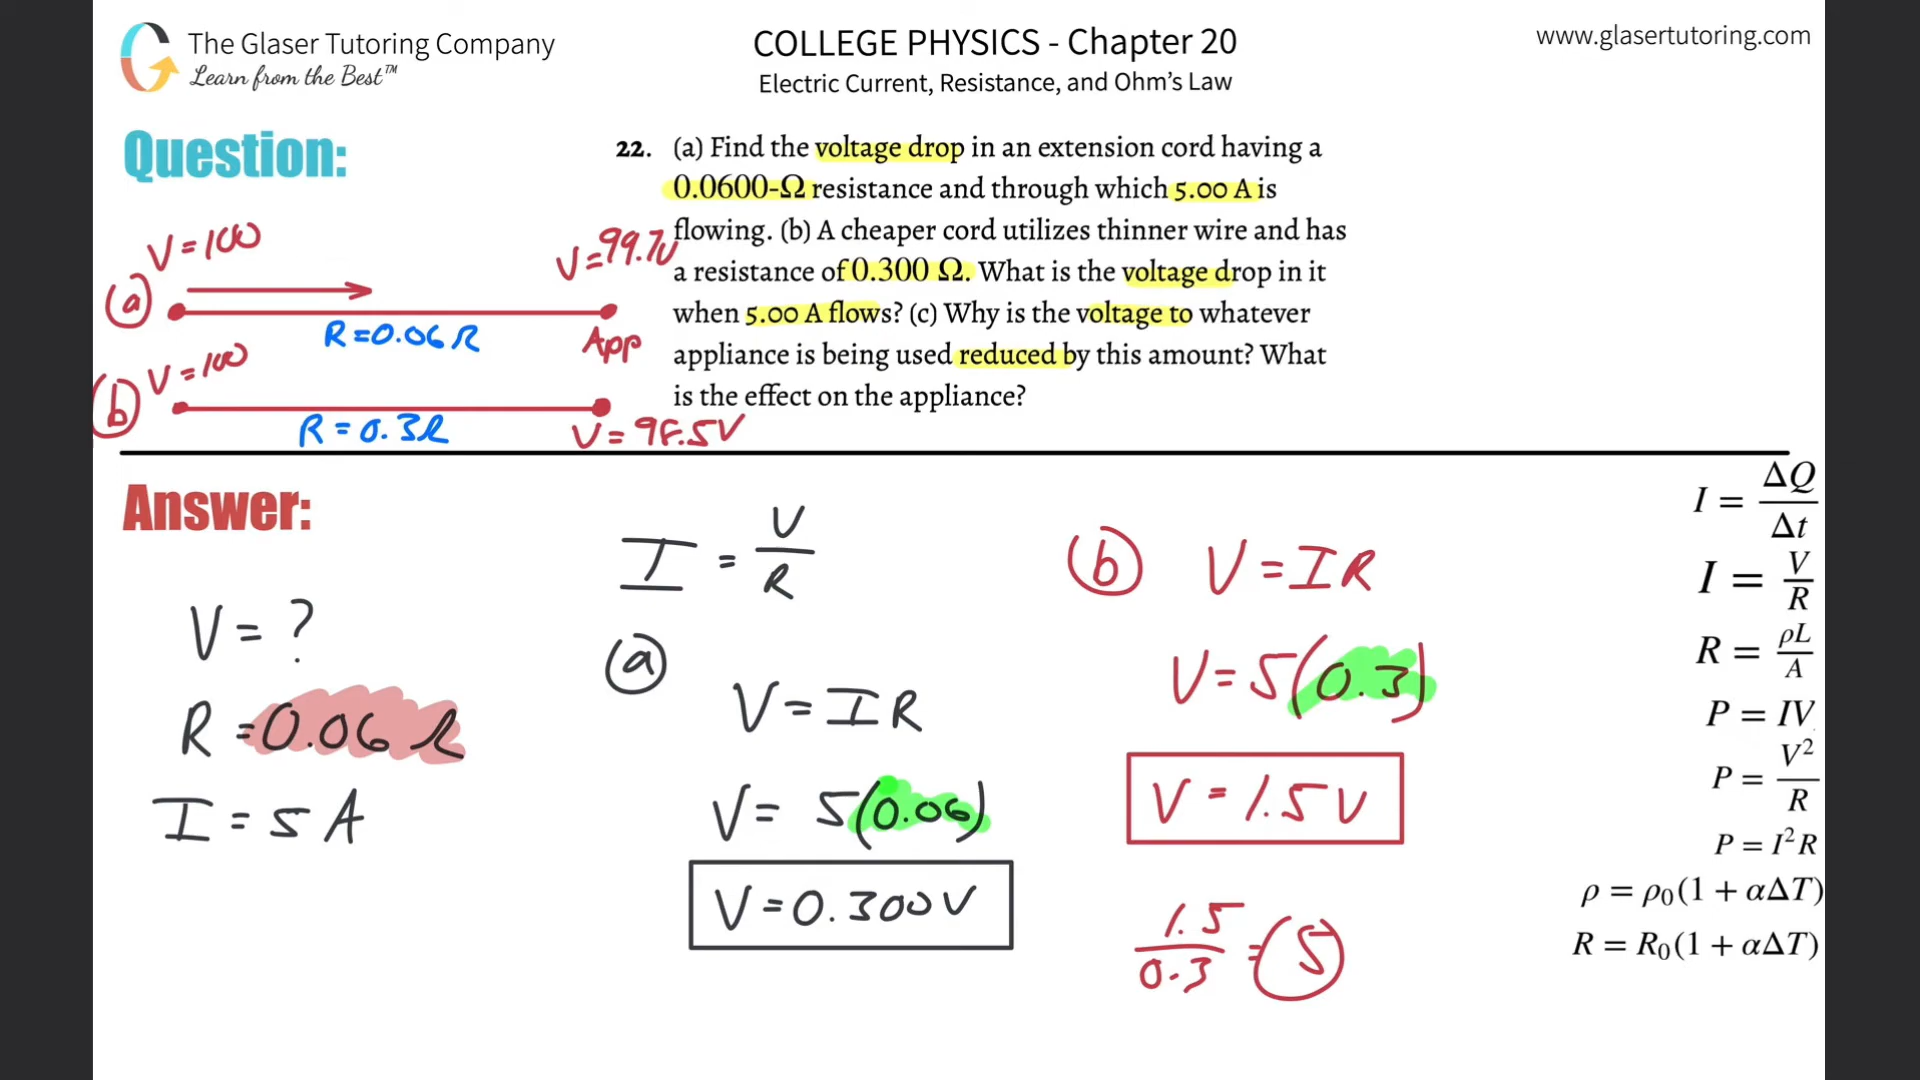 The Glaser Tutoring Company
Learn from the Best™
COLLEGE PHYSICS - Chapter 20
Electric Current, Resistance, and Ohm's Law
www.glasertutoring.com
Question:
22. (a) Find the voltage drop in an extension cord having a
0.0600-Ω resistance and through which 5.00 A is
flowing. (b) A cheaper cord utilizes thinner wire and has
a resistance of 0.300 Ω. What is the voltage drop in it
when 5.00 A flows? (c) Why is the voltage to whatever
appliance is being used reduced by this amount? What
is the effect on the appliance?
(a)
V=100
V=99.7V
R=0.06Ω
App
(b)
V=100
R=0.3Ω
V=98.5V
Answer:
V=?
R=0.06Ω
I=5A
I = V/R
(a)
V=IR
V= 5(0.06)
V=0.300V
(b) V=IR
V=5(0.3)
V=1.5V
1.5/0.3 = 5
I = ΔQ/Δt
I = V/R
R = ρL/A
P = IV
P = V²/R
P = I²R
ρ = ρ₀(1 + αΔT)
R = R₀(1 + αΔT)